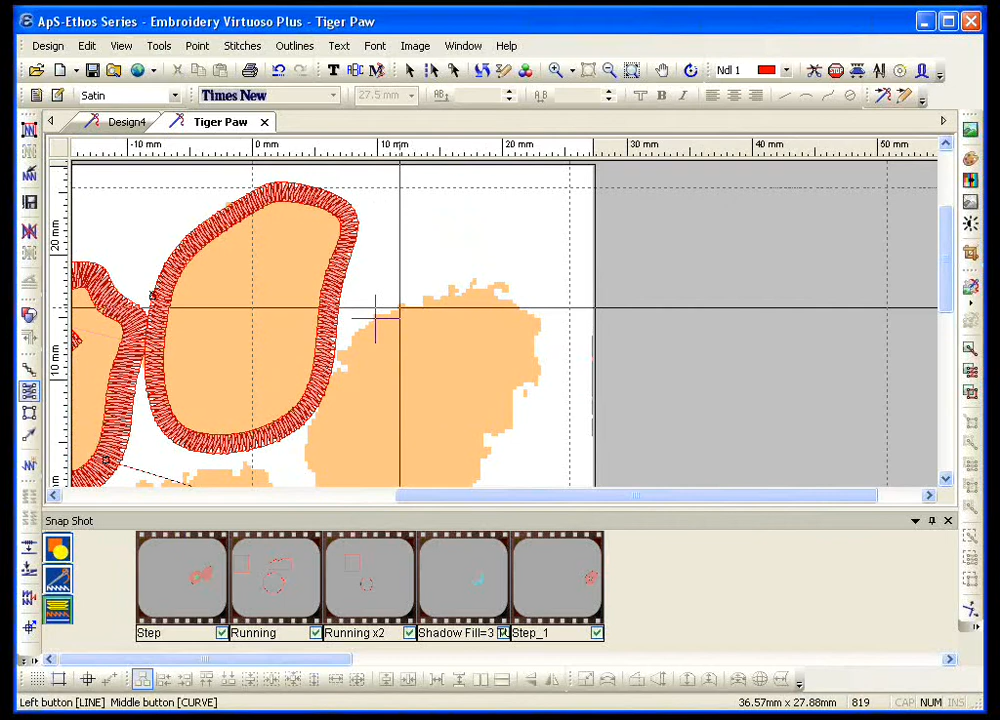 ApS-Ethos Series - Embroidery Virtuoso Plus - Tiger Paw
Design Edit View Tools Point Stitches Outlines Text Font Image Window Help
Ndl 1
Satin Times New 27.5 mm
Design4 Tiger Paw
-10 mm 0 mm 10 mm 20 mm 30 mm 40 mm 50 mm
20 mm
10 mm
Snap Shot
Step Running Running x2 Shadow Fill=3 Step_1
Left button [LINE] Middle button [CURVE] 36.57mm × 27.88mm 819 CAP NUM INS